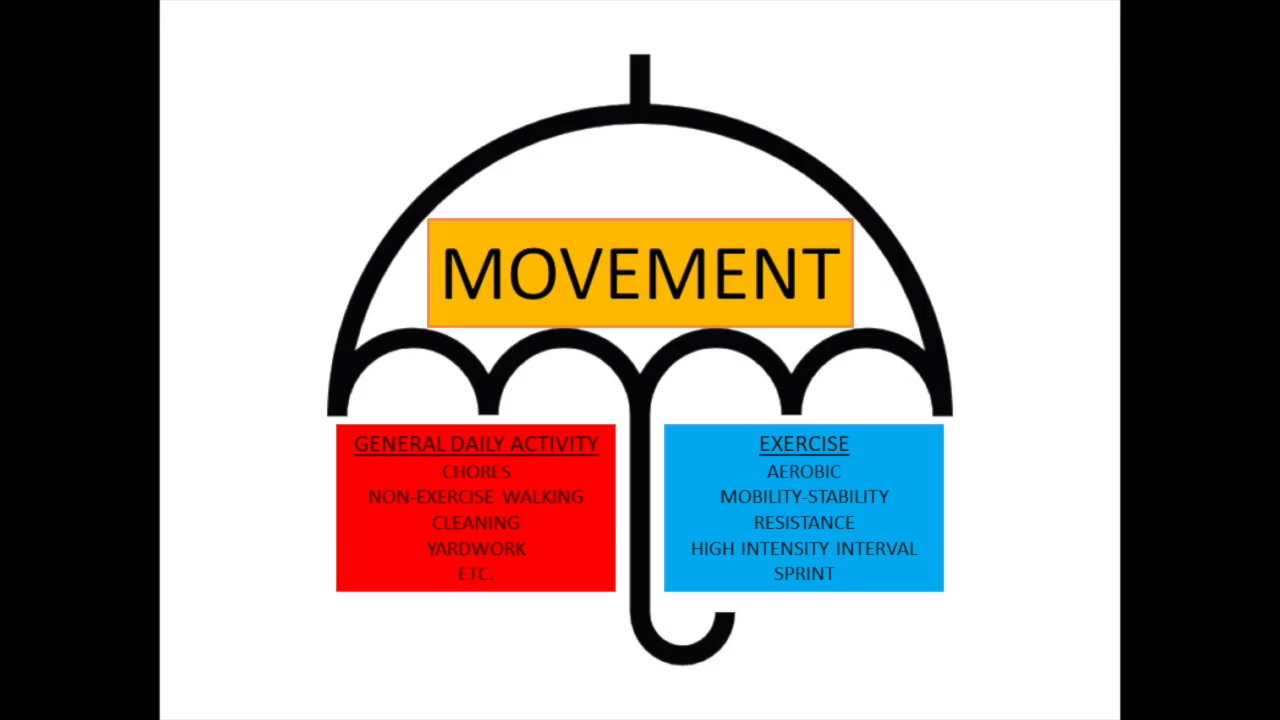 MOVEMENT
GENERAL DAILY ACTIVITY
CHORES
NON-EXERCISE WALKING
CLEANING
YARDWORK
ETC.
EXERCISE
AEROBIC
MOBILITY-STABILITY
RESISTANCE
HIGH INTENSITY INTERVAL
SPRINT